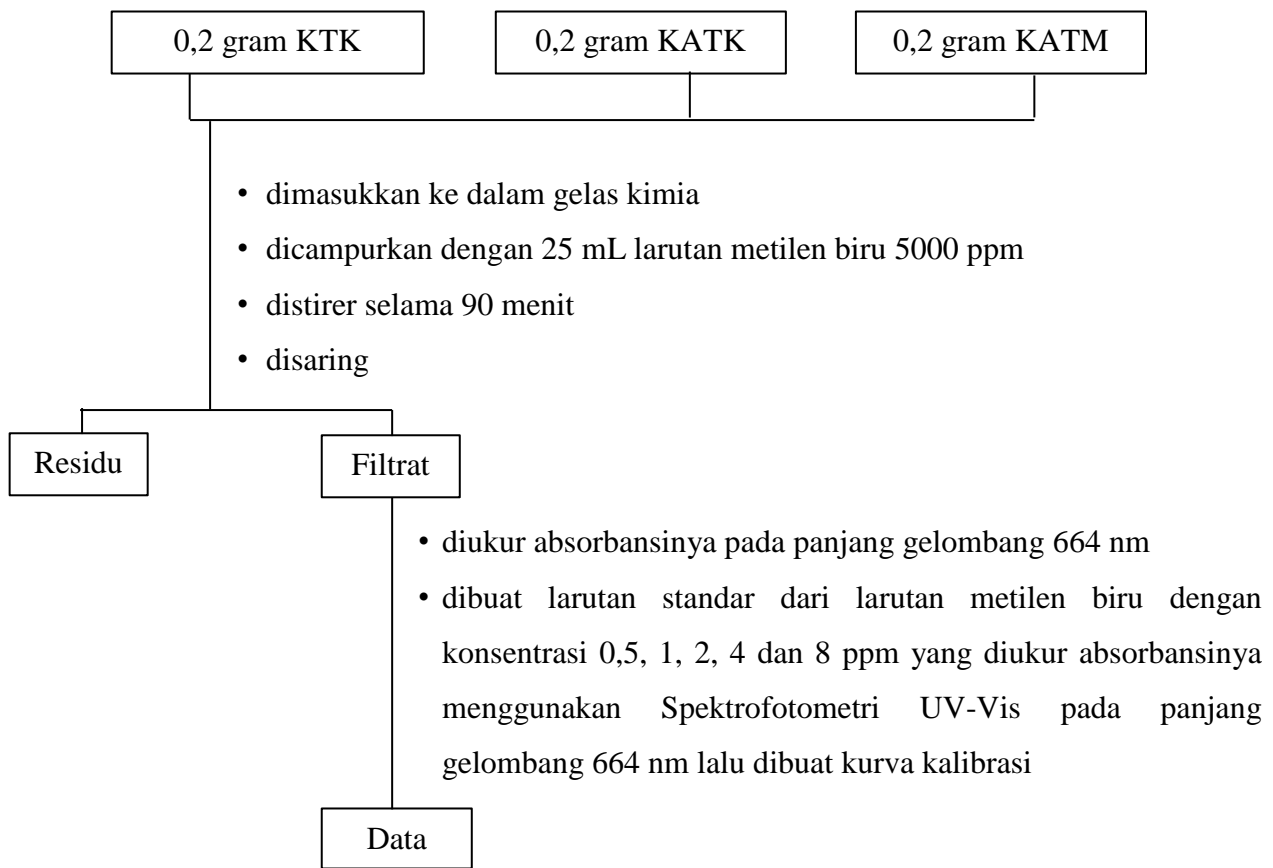 0,2 gram KTK
0,2 gram KATK
0,2 gram KATM
• dimasukkan ke dalam gelas kimia
• dicampurkan dengan 25 mL larutan metilen biru 5000 ppm
• distirer selama 90 menit
• disaring
Residu
Filtrat
• diukur absorbansinya pada panjang gelombang 664 nm
• dibuat larutan standar dari larutan metilen biru dengan
konsentrasi 0,5, 1, 2, 4 dan 8 ppm yang diukur absorbansinya
menggunakan Spektrofotometri UV-Vis pada panjang
gelombang 664 nm lalu dibuat kurva kalibrasi
Data